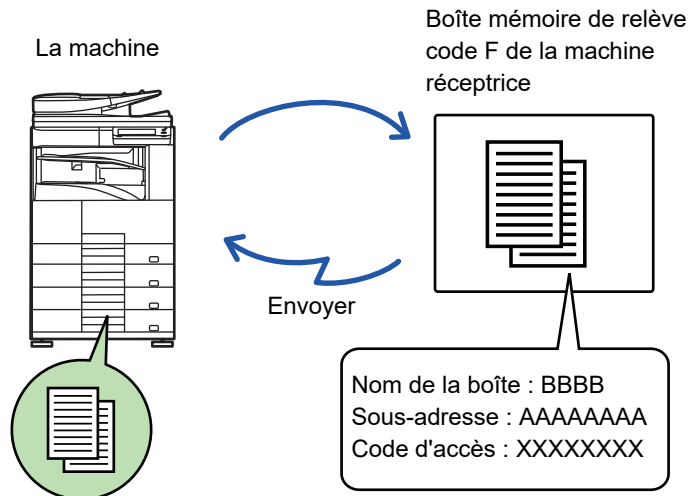 La machine
Boîte mémoire de relève
code F de la machine
réceptrice
Envoyer
Nom de la boîte : BBBB
Sous-adresse : AAAAAAAA
Code d'accès : XXXXXXXX